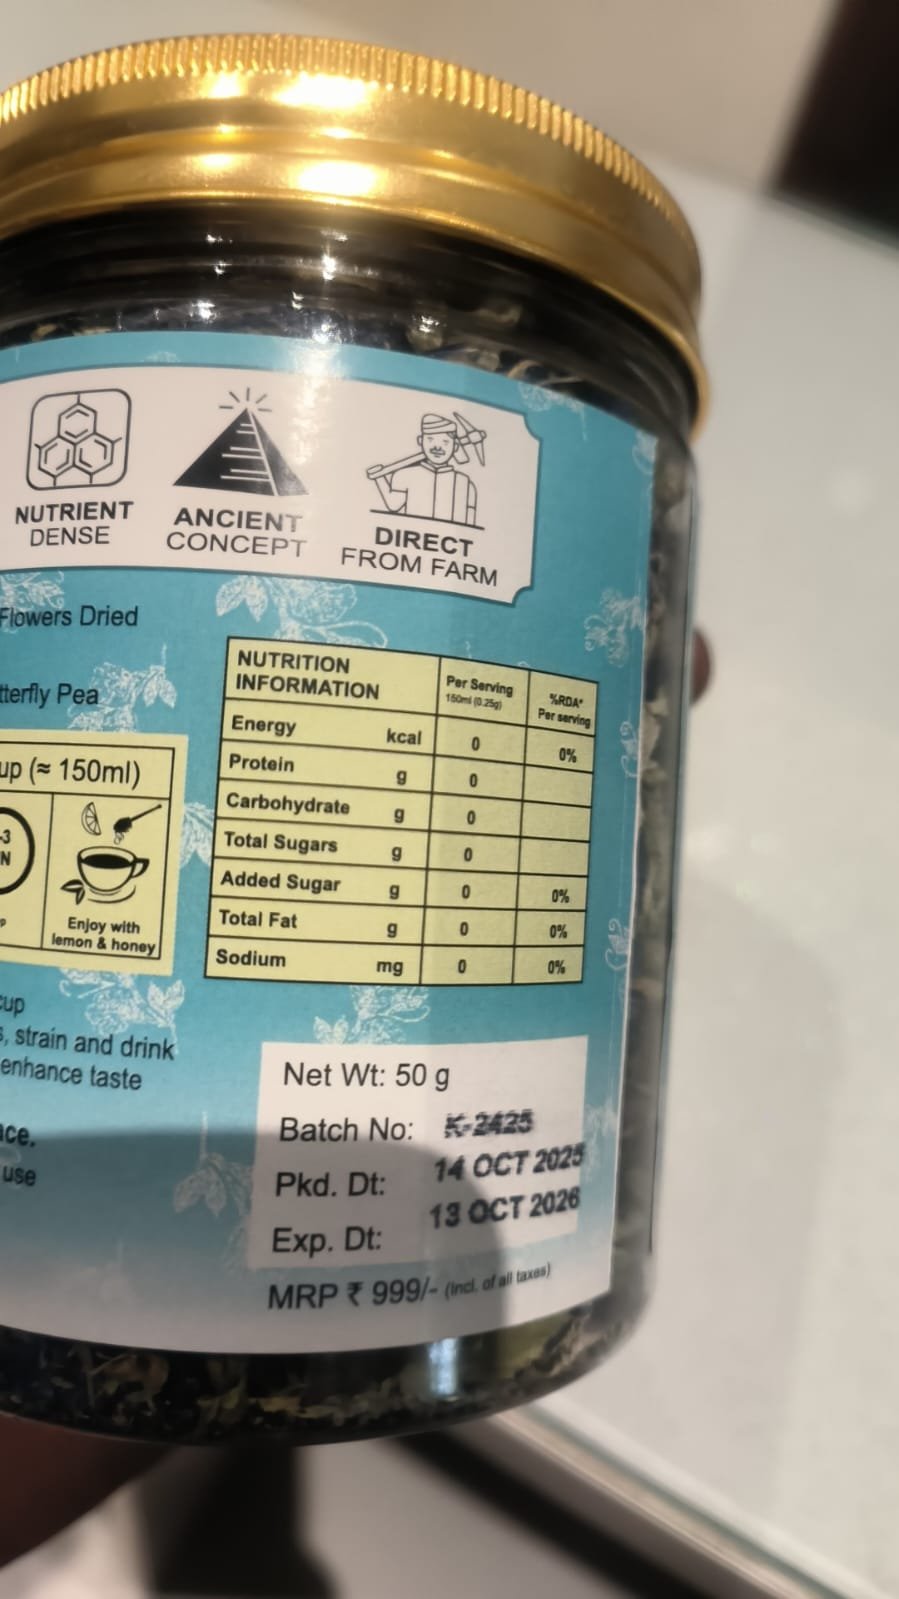 NUTRIENT
DENSE
ANCIENT
CONCEPT
DIRECT
FROM FARM
Flowers Dried
tterfly Pea
up (≈ 150ml)
-3
N
P
Enjoy with
lemon & honey
cup
s, strain and drink
enhance taste
ace.
use
NUTRITION
INFORMATION
Per Serving
150ml (0.25g)
%RDA*
Per serving
Energy kcal 0 0%
Protein g 0
Carbohydrate g 0
Total Sugars g 0
Added Sugar g 0 0%
Total Fat g 0 0%
Sodium mg 0 0%
Net Wt: 50 g
Batch No: K-2425
Pkd. Dt: 14 OCT 2025
Exp. Dt: 13 OCT 2026
MRP ₹ 999/- (incl. of all taxes)